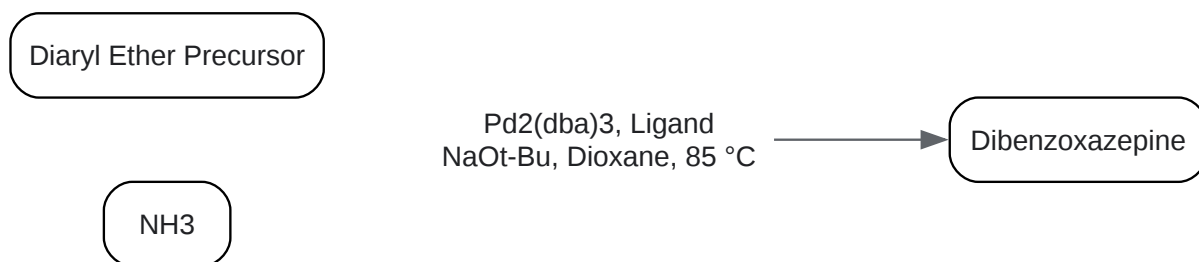 Diaryl Ether Precursor
Pd2(dba)3, Ligand
NaOt-Bu, Dioxane, 85 °C
Dibenzoxazepine
NH3